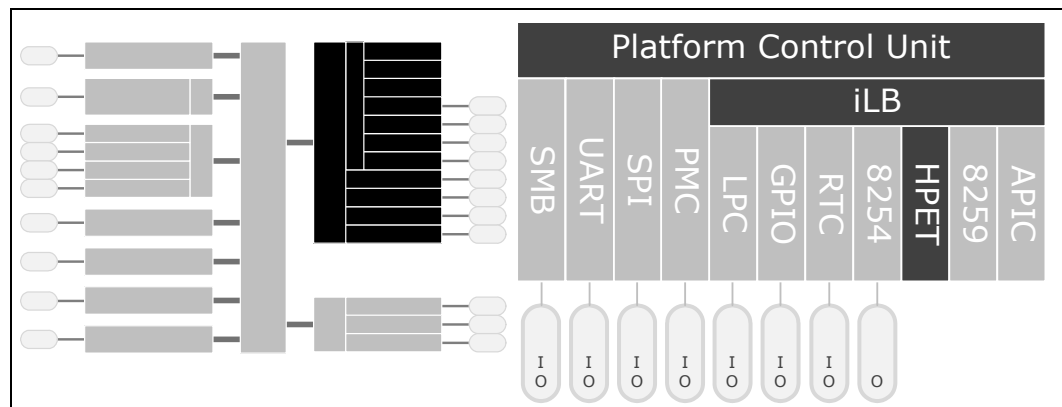 Platform Control Unit
iLB
SMB
UART
SPI
PMC
LPC
GPIO
RTC
8254
HPET
8259
APIC
I
O
I
O
I
O
I
O
I
O
I
O
I
O
O